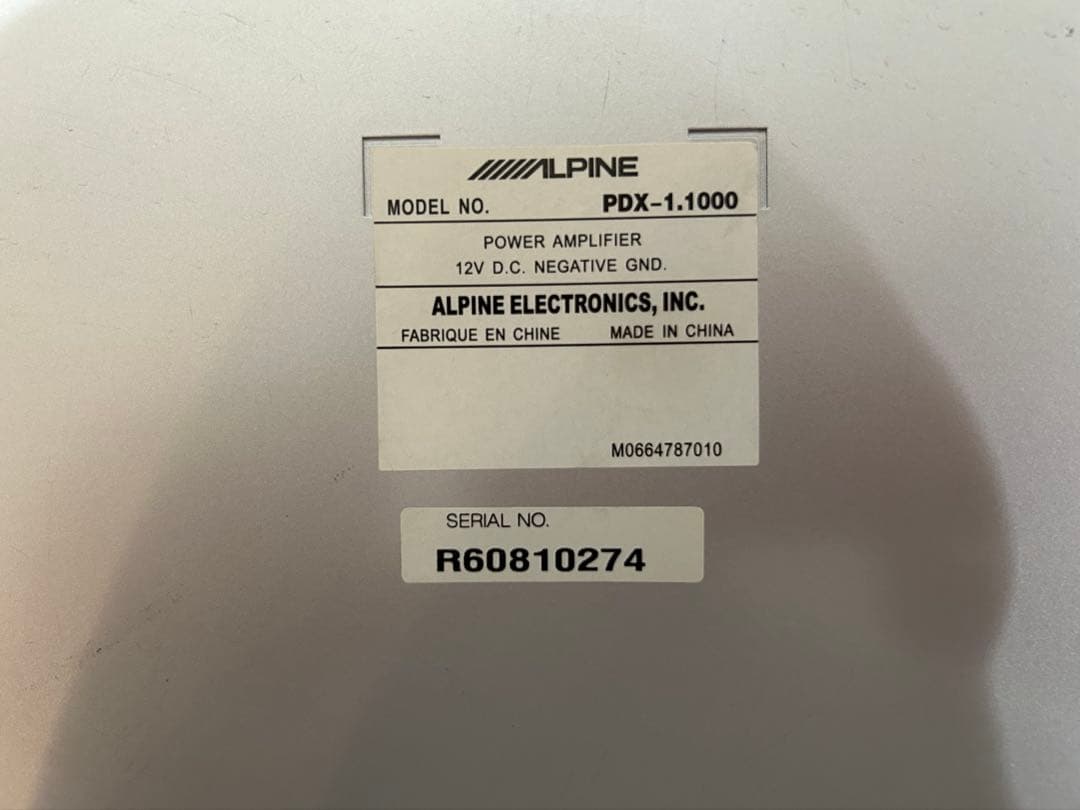 ALPINE
MODEL NO. PDX-1.1000
POWER AMPLIFIER
12V D.C. NEGATIVE GND.
ALPINE ELECTRONICS, INC.
FABRIQUE EN CHINE MADE IN CHINA
M0664787010
SERIAL NO.
R60810274